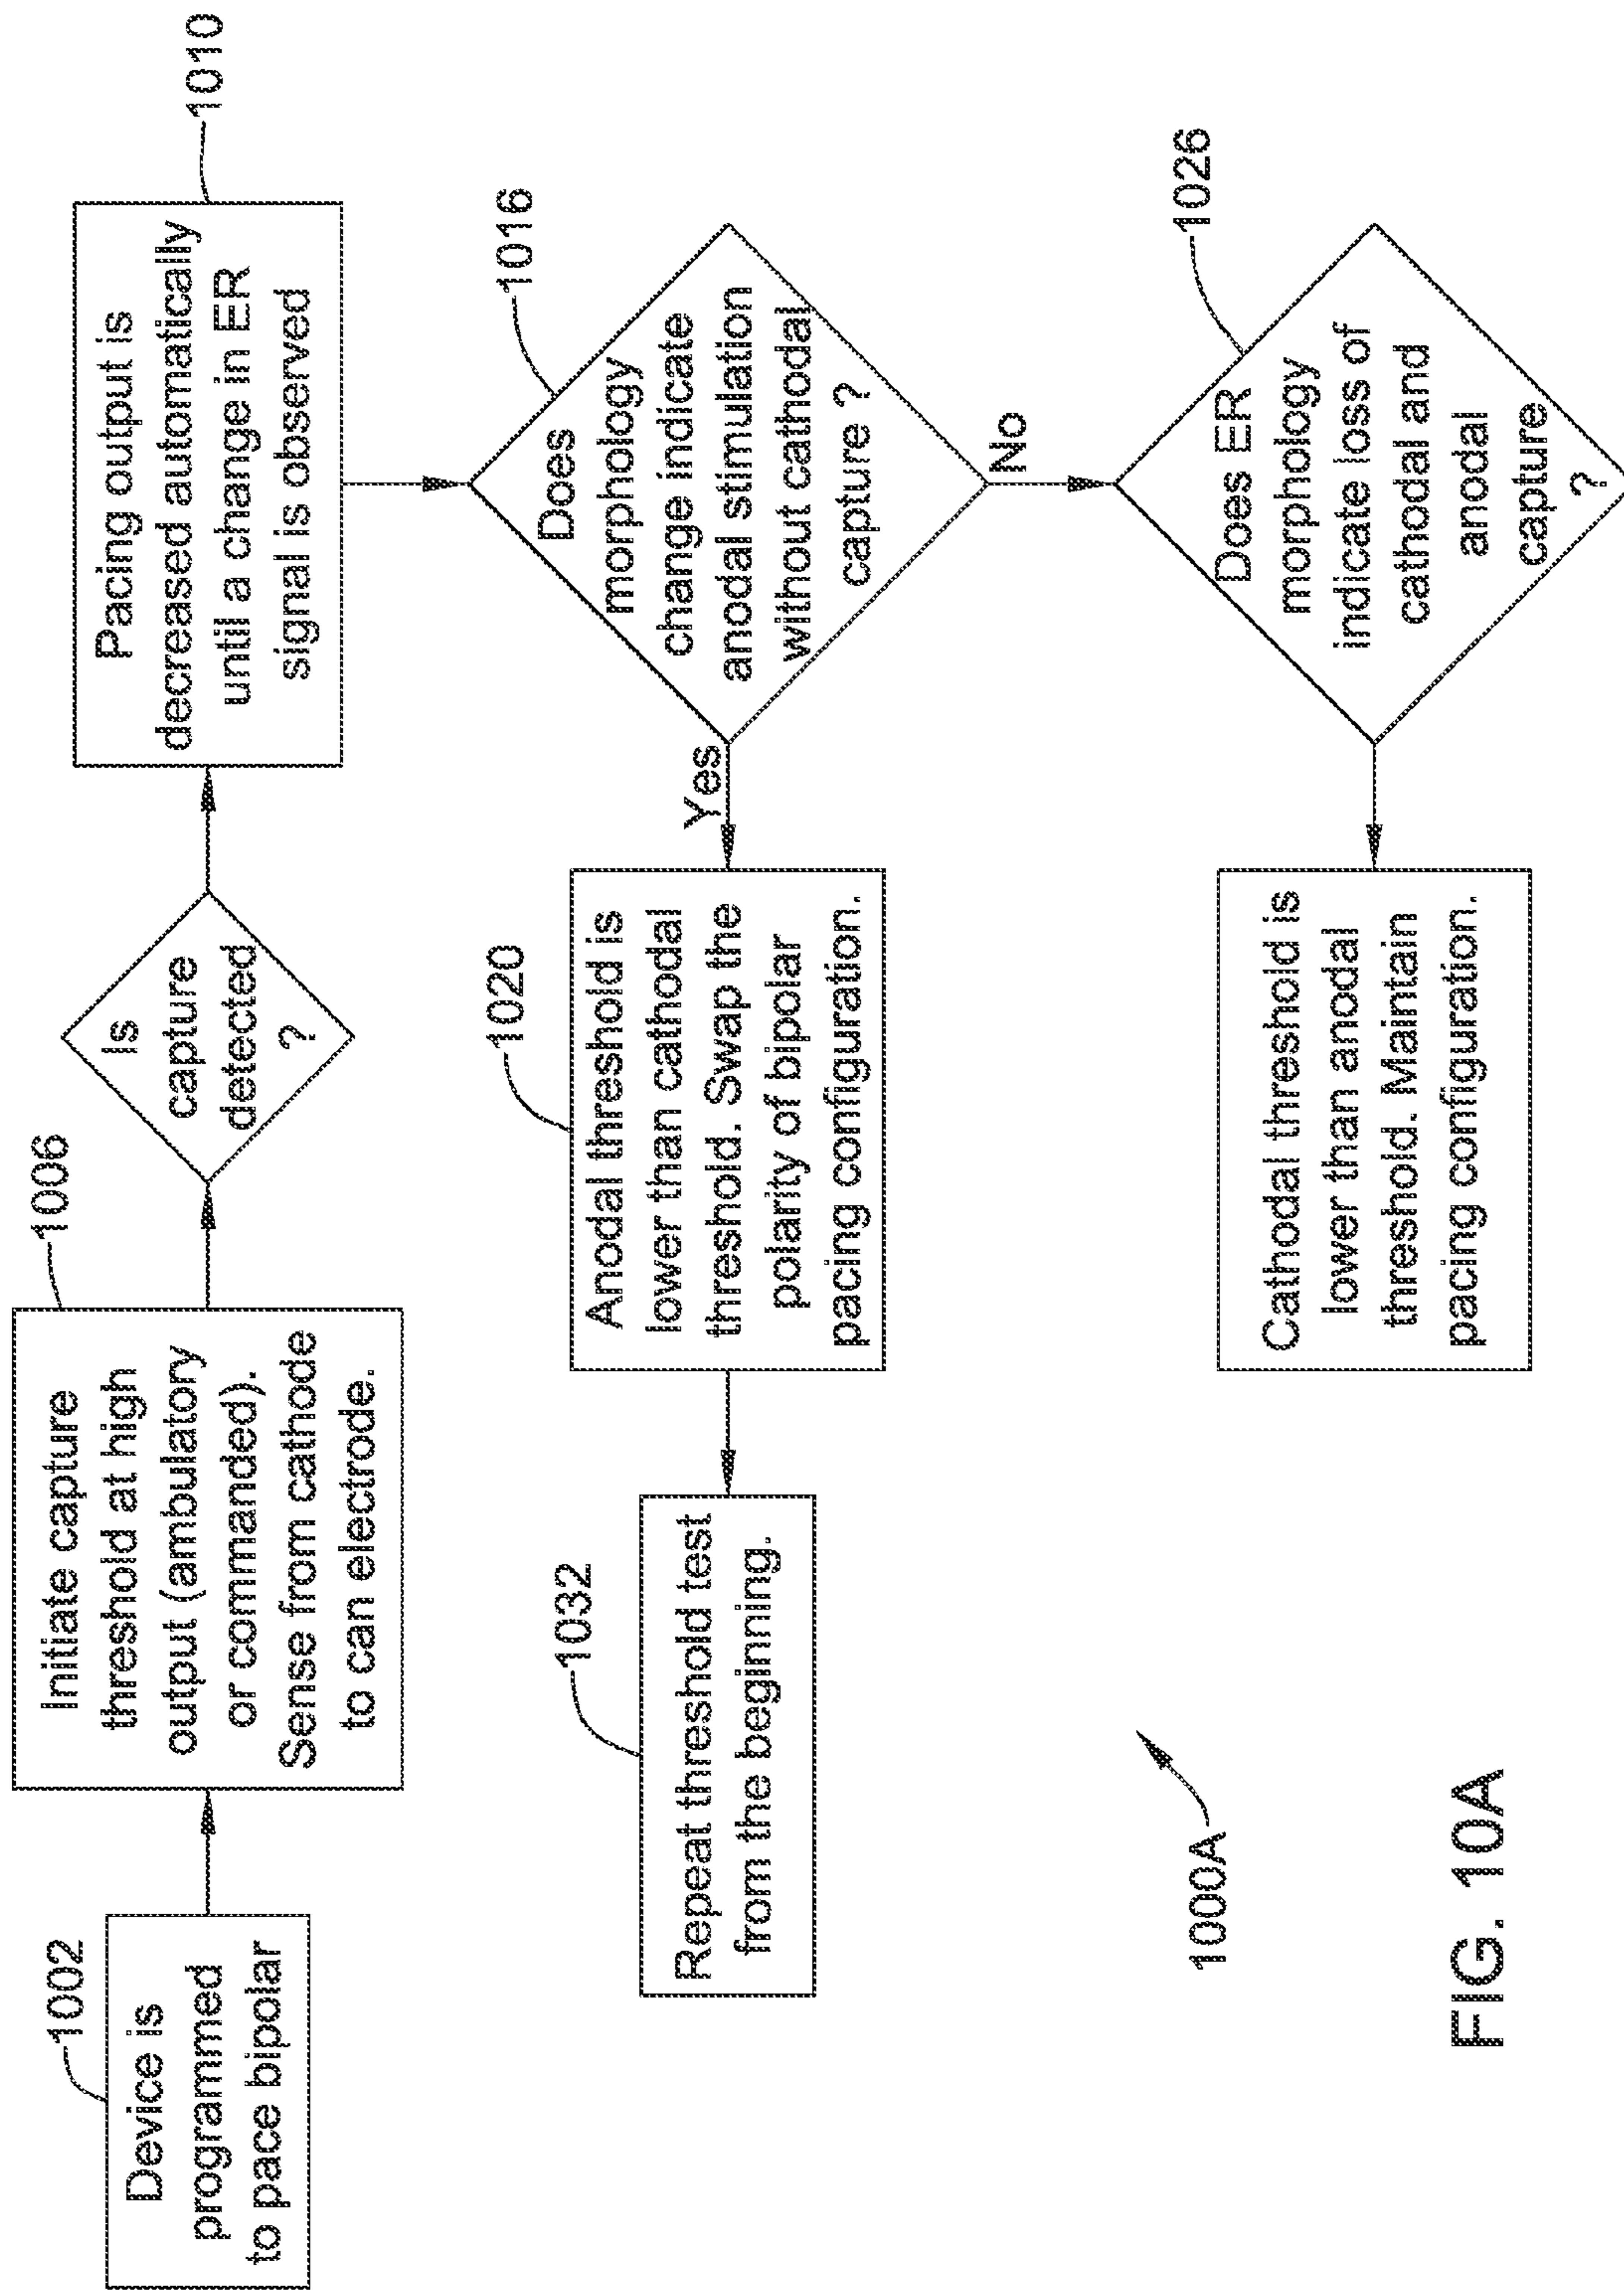 1002
Device is
programmed
to pace bipolar
1006
Initiate capture
threshold at high
output (ambulatory
or commanded).
Sense from cathode
to can electrode.
Is
capture
detected
?
1010
Pacing output is
decreased automatically
until a change in ER
signal is observed
1016
Does
morphology
change indicate
anodal stimulation
without cathodal
capture ?
Yes
No
1020
Anodal threshold is
lower than cathodal
threshold. Swap the
polarity of bipolar
pacing configuration.
1032
Repeat threshold test
from the beginning.
1026
Does ER
morphology
indicate loss of
cathodal and
anodal
capture
?
Cathodal threshold is
lower than anodal
threshold. Maintain
pacing configuration.
1000A
FIG. 10A